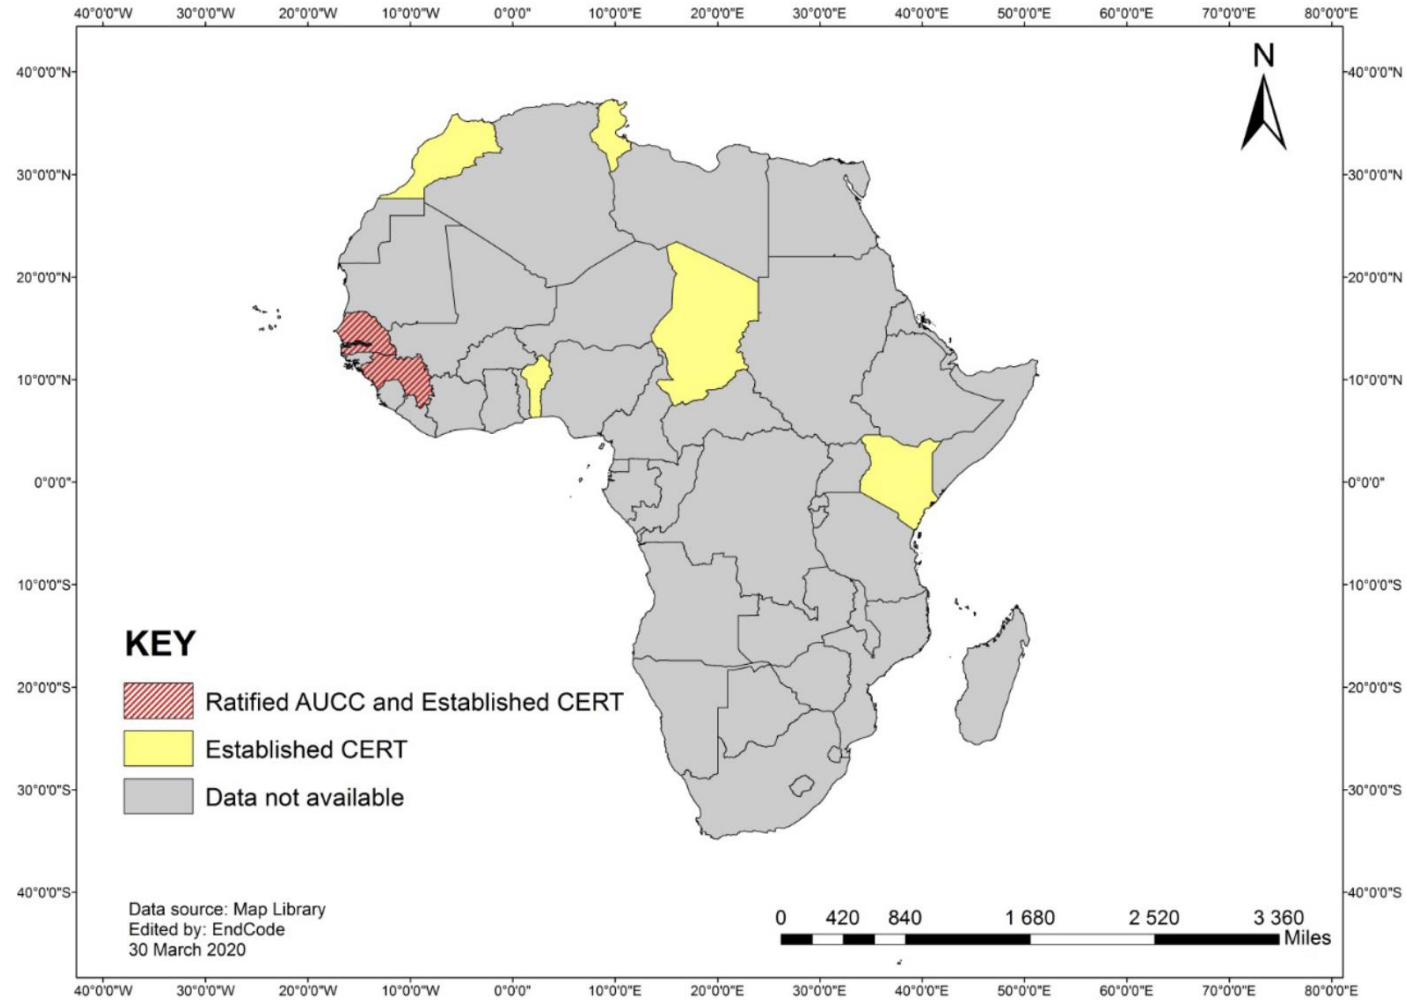 40°0'0"W 30°0'0"W 20°0'0"W 10°0'0"W 0°0'0" 10°0'0"E 20°0'0"E 30°0'0"E 40°0'0"E 50°0'0"E 60°0'0"E 70°0'0"E 80°0'0"E
N
40°0'0"N 40°0'0"N
30°0'0"N 30°0'0"N
20°0'0"N 20°0'0"N
10°0'0"N 10°0'0"N
0°0'0" 0°0'0"
10°0'0"S 10°0'0"S
KEY
20°0'0"S 20°0'0"S
Ratified AUCC and Established CERT
Established CERT
30°0'0"S 30°0'0"S
Data not available
40°0'0"S 40°0'0"S
Data source: Map Library
Edited by: EndCode
30 March 2020
0 420 840 1 680 2 520 3 360
Miles
40°0'0"W 30°0'0"W 20°0'0"W 10°0'0"W 0°0'0" 10°0'0"E 20°0'0"E 30°0'0"E 40°0'0"E 50°0'0"E 60°0'0"E 70°0'0"E 80°0'0"E